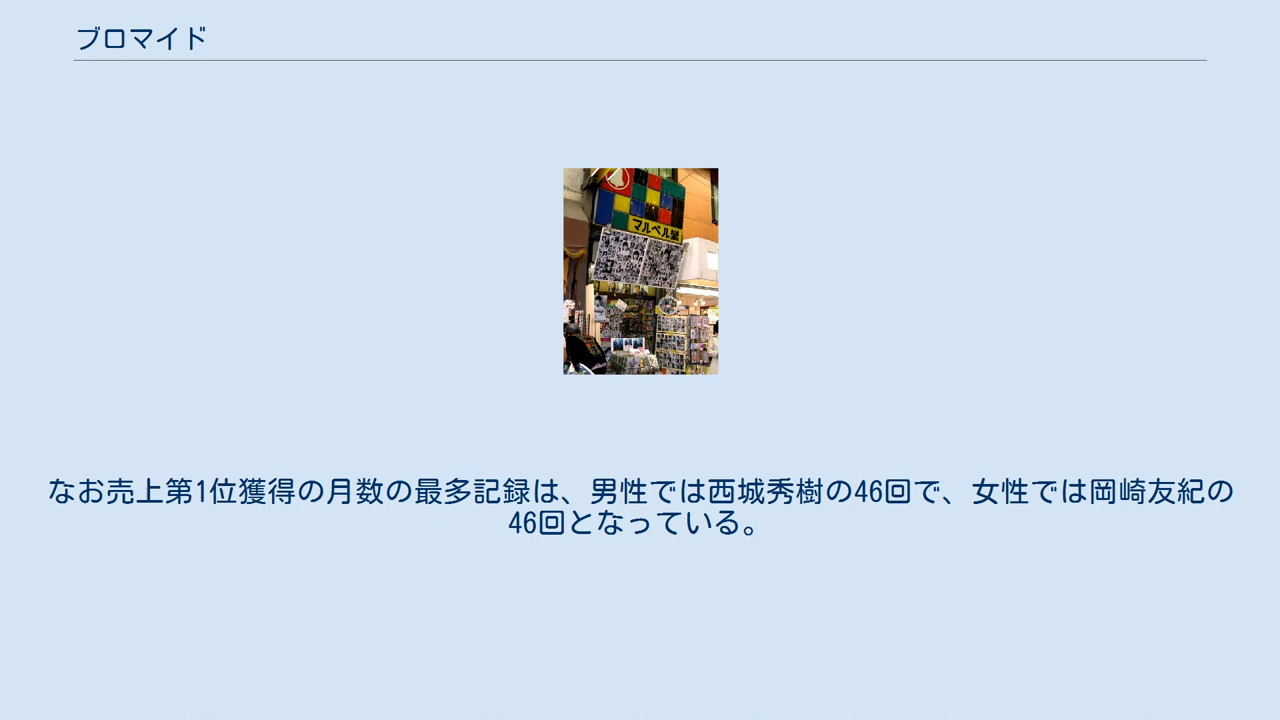 ブロマイド
マルベル堂
なお売上第1位獲得の月数の最多記録は、男性では西城秀樹の46回で、女性では岡崎友紀の
46回となっている。